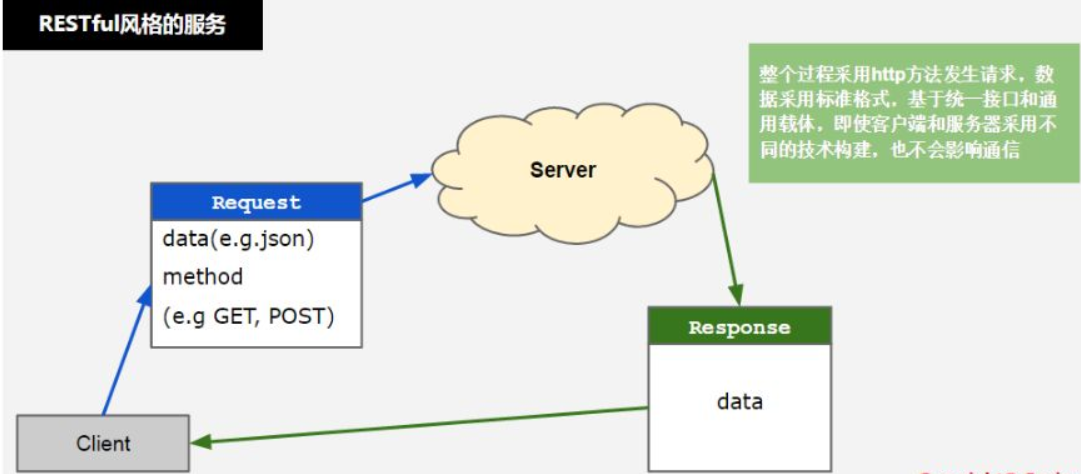 RESTful风格的服务
整个过程采用http方法发生请求，数
据采用标准格式，基于统一接口和通
用载体，即使客户端和服务器采用不
同的技术构建，也不会影响通信
Server
Request
data(e.g.json)
method
(e.g GET, POST)
Response
data
Client